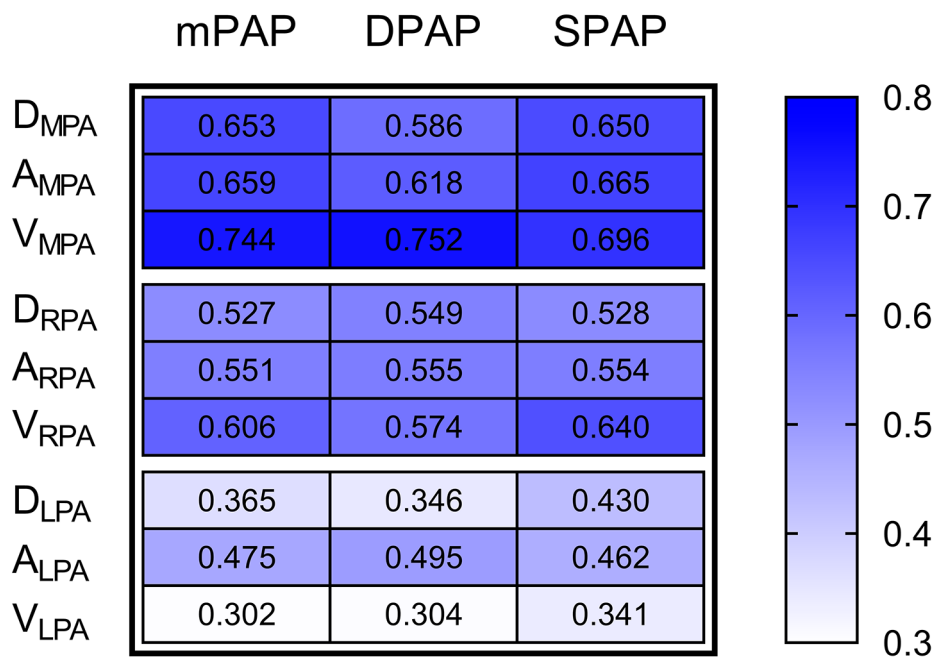 mPAP DPAP SPAP
DMPA 0.653 0.586 0.650
AMPA 0.659 0.618 0.665
VMPA 0.744 0.752 0.696
DRPA 0.527 0.549 0.528
ARPA 0.551 0.555 0.554
VRPA 0.606 0.574 0.640
DLPA 0.365 0.346 0.430
ALPA 0.475 0.495 0.462
VLPA 0.302 0.304 0.341
0.8
0.7
0.6
0.5
0.4
0.3